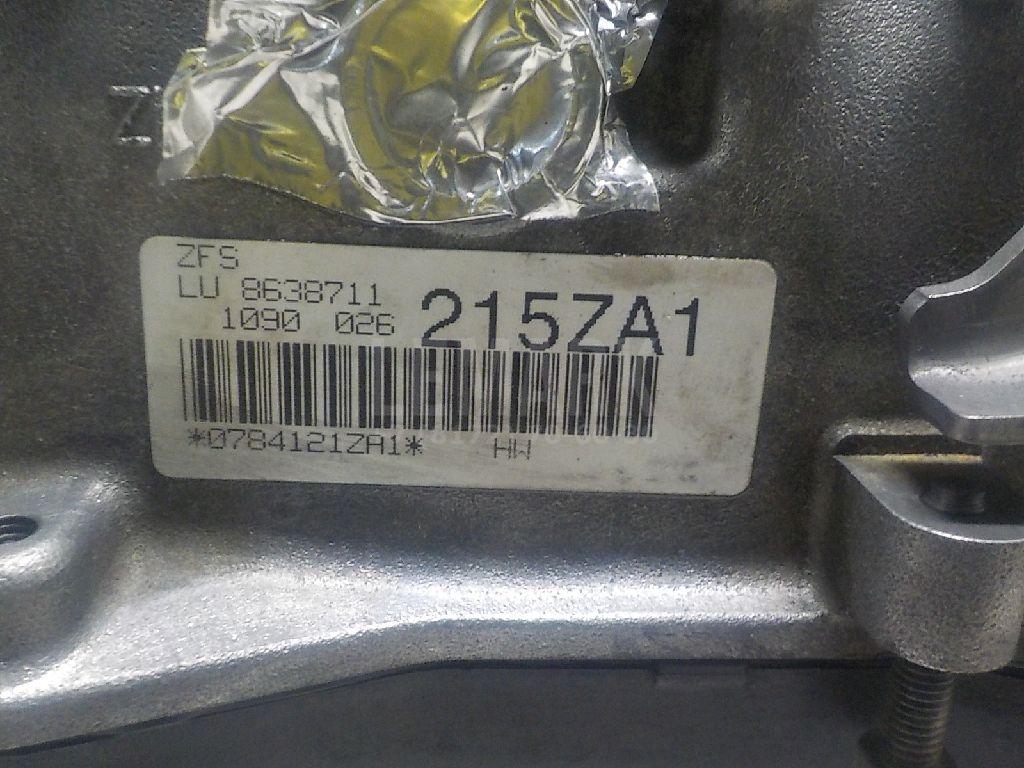 Z
ZFS
LU 8638711
1090 026 215ZA1
*0784121ZA1* HW